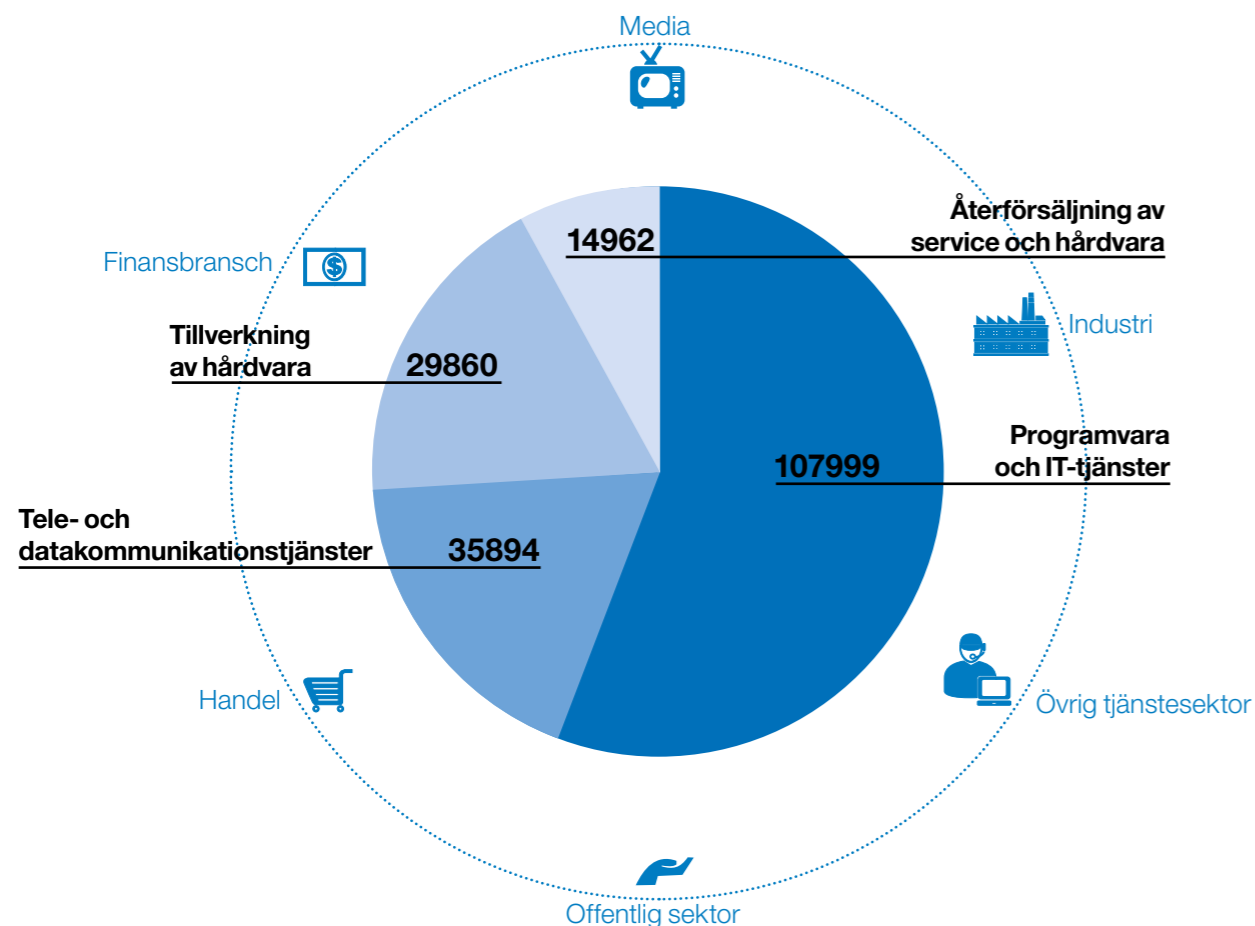 Media
Återförsäljning av
service och hårdvara
14962
Finansbransch
$
Industri
Tillverkning
av hårdvara
29860
Programvara
och IT-tjänster
107999
Tele- och
datakommunikationstjänster
35894
Handel
Övrig tjänstesektor
Offentlig sektor